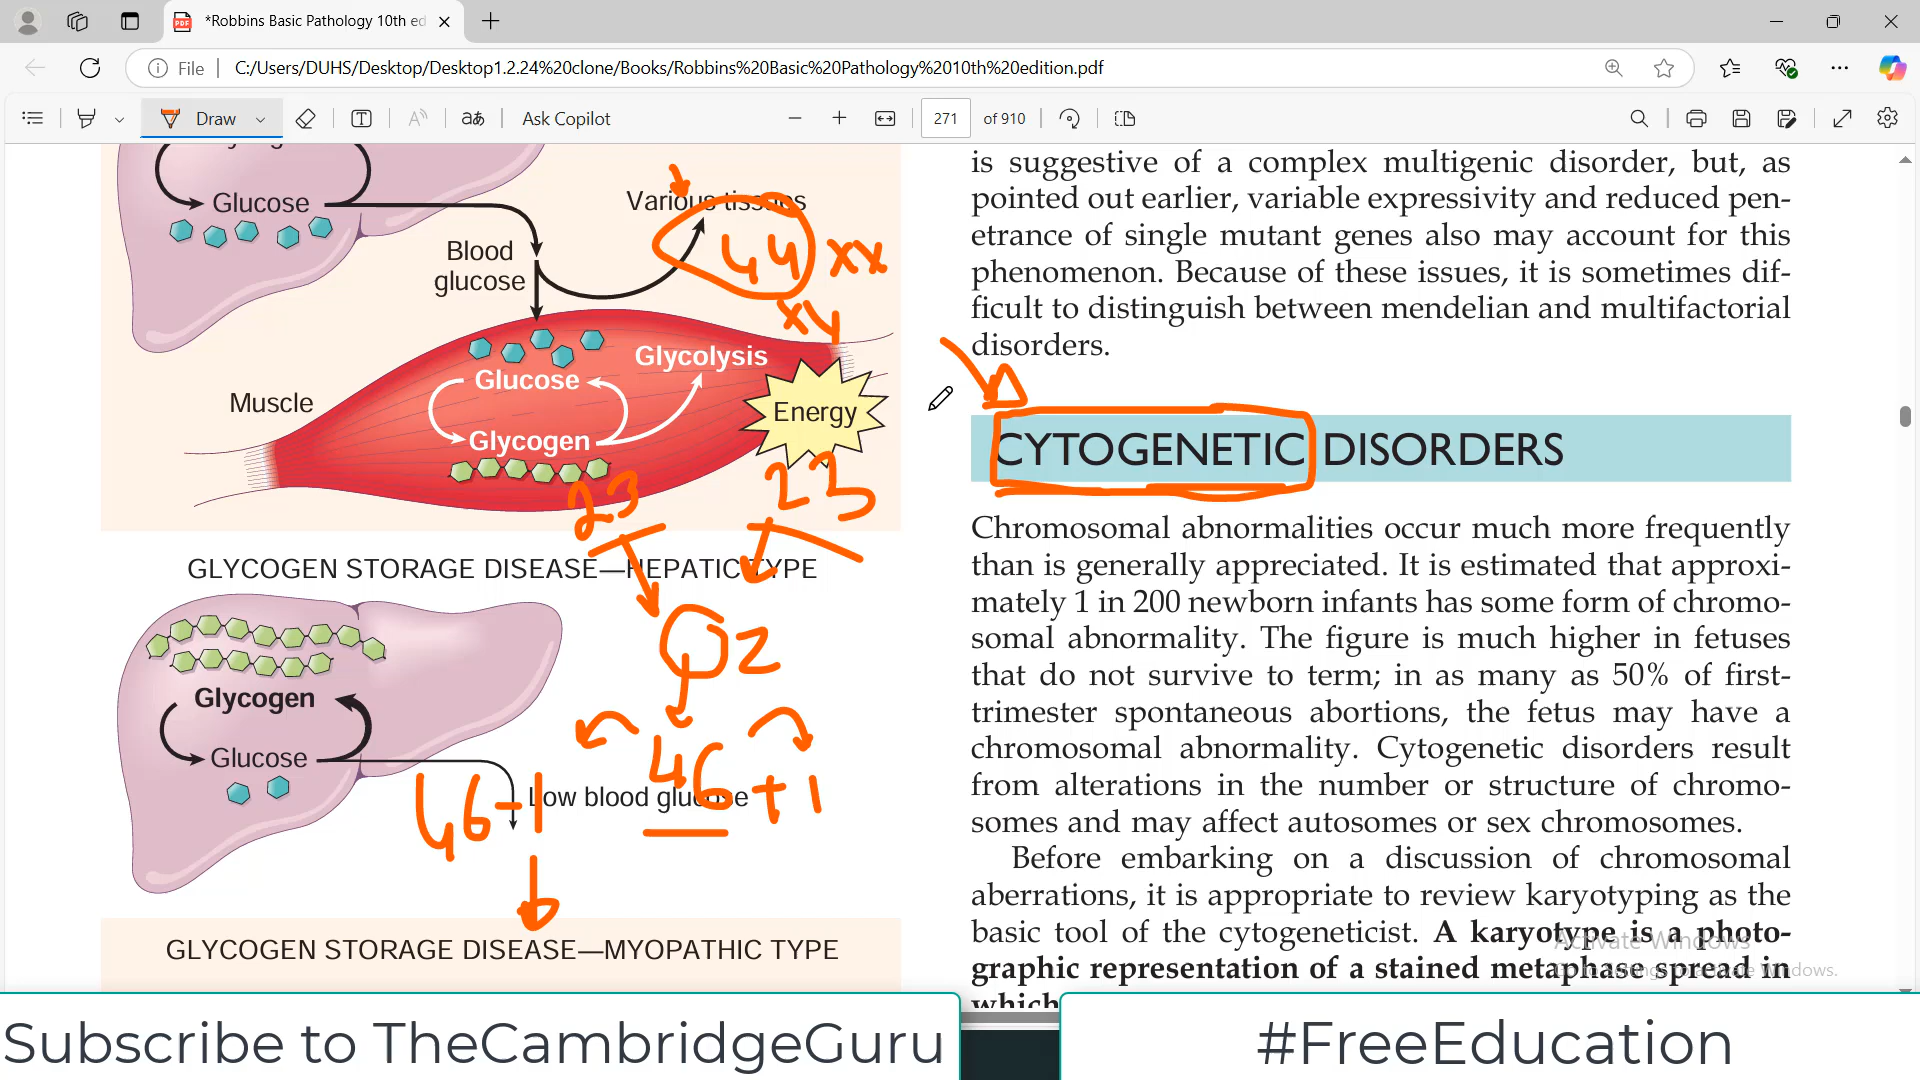 *Robbins Basic Pathology 10th ed
File
C:/Users/DUHS/Desktop/Desktop1.2.24%20clone/Books/Robbins%20Basic%20Pathology%2010th%20edition.pdf
Draw
Ask Copilot
271 of 910
Glucose
Various tissues
Blood
glucose
44 XX
XY
Muscle
Glycolysis
Glucose
Energy
Glycogen
23
23
GLYCOGEN STORAGE DISEASE—HEPATIC TYPE
Glycogen
Glucose
46
+1
46-1
Low blood glucose
GLYCOGEN STORAGE DISEASE—MYOPATHIC TYPE
is suggestive of a complex multigenic disorder, but, as
pointed out earlier, variable expressivity and reduced pen-
etrance of single mutant genes also may account for this
phenomenon. Because of these issues, it is sometimes dif-
ficult to distinguish between mendelian and multifactorial
disorders.
CYTOGENETIC DISORDERS
Chromosomal abnormalities occur much more frequently
than is generally appreciated. It is estimated that approxi-
mately 1 in 200 newborn infants has some form of chromo-
somal abnormality. The figure is much higher in fetuses
that do not survive to term; in as many as 50% of first-
trimester spontaneous abortions, the fetus may have a
chromosomal abnormality. Cytogenetic disorders result
from alterations in the number or structure of chromo-
somes and may affect autosomes or sex chromosomes.
Before embarking on a discussion of chromosomal
aberrations, it is appropriate to review karyotyping as the
basic tool of the cytogeneticist. A karyotype is a photo-
graphic representation of a stained metaphase spread in
which
Activate Windows
Go to Settings to activate Windows.
Subscribe to TheCambridgeGuru
#FreeEducation